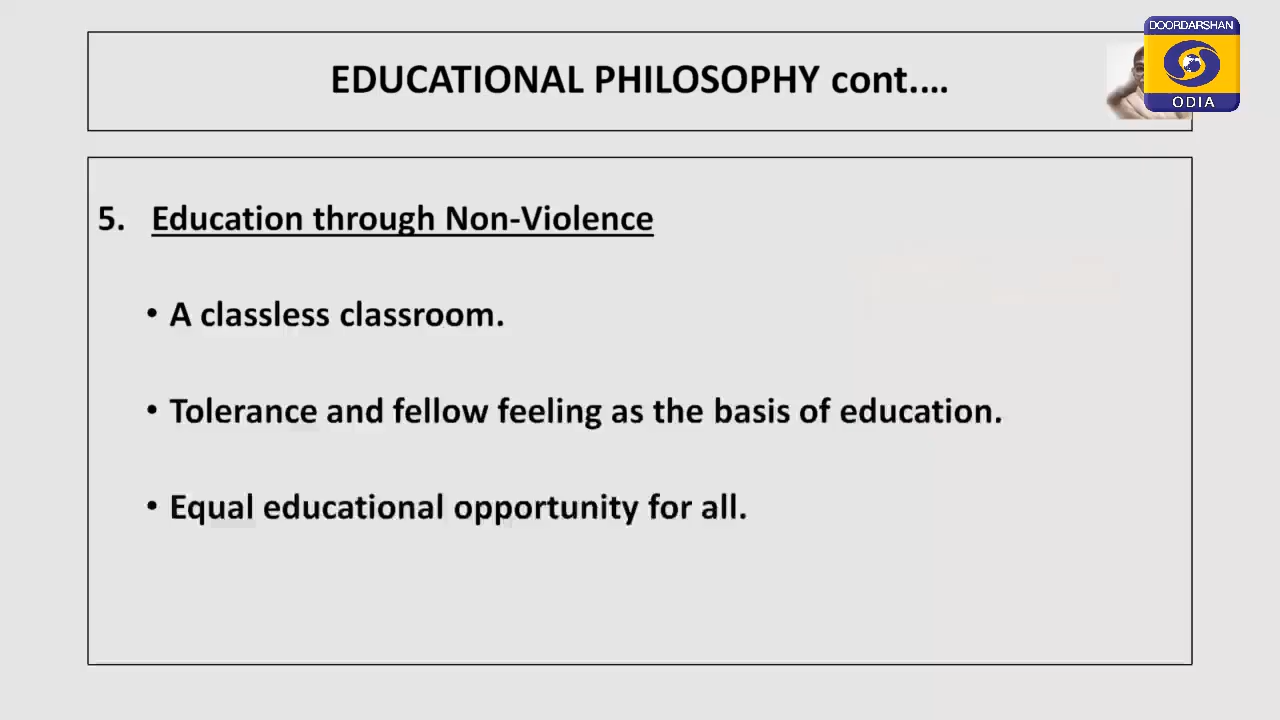 DOORDARSHAN
ODIA
EDUCATIONAL PHILOSOPHY cont.…
5. Education through Non-Violence
• A classless classroom.
• Tolerance and fellow feeling as the basis of education.
• Equal educational opportunity for all.